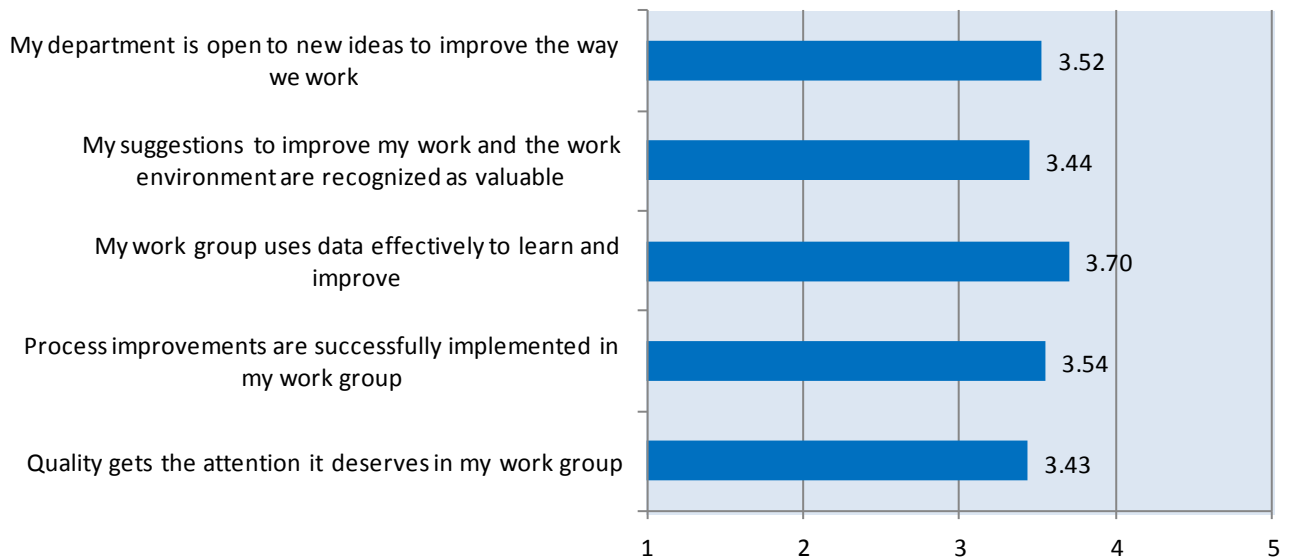 My department is open to new ideas to improve the way
we work
3.52
My suggestions to improve my work and the work
environment are recognized as valuable
3.44
My work group uses data effectively to learn and
improve
3.70
Process improvements are successfully implemented in
my work group
3.54
Quality gets the attention it deserves in my work group
3.43
1 2 3 4 5